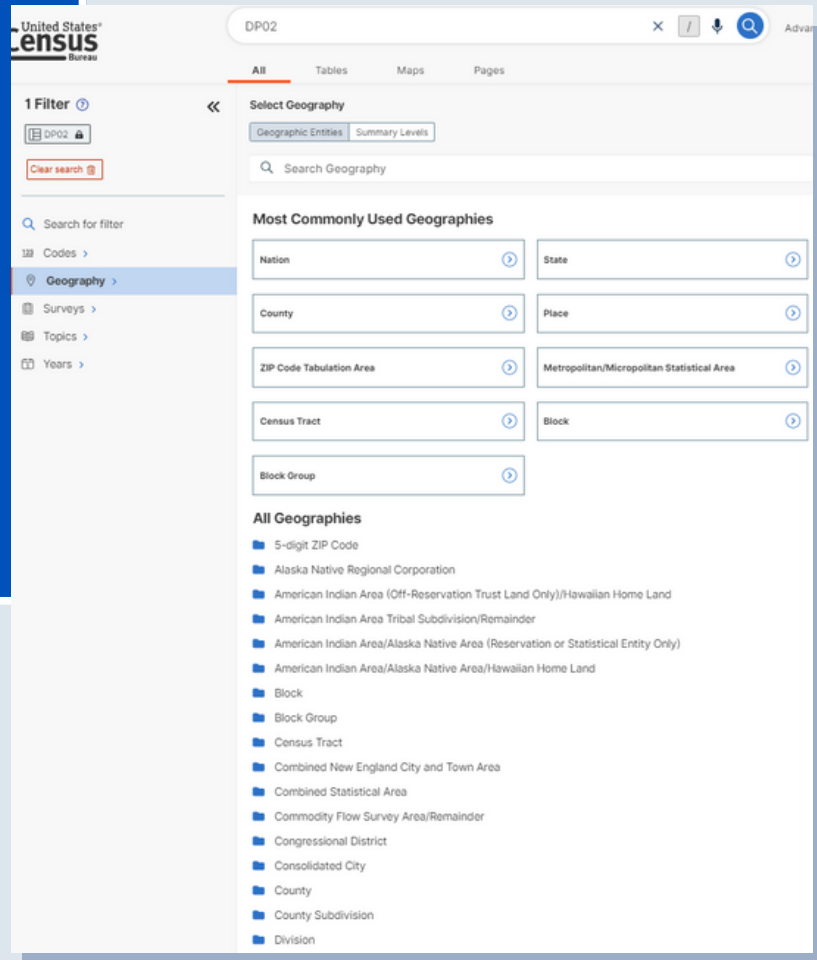 United States®
Census
Bureau
DP02
/
Advan
All Tables Maps Pages
1 Filter ?
DP02
Clear search
Search for filter
123 Codes
Geography
Surveys
Topics
Years
Select Geography
Geographic Entities Summary Levels
Search Geography
Most Commonly Used Geographies
Nation State
County Place
ZIP Code Tabulation Area Metropolitan/Micropolitan Statistical Area
Census Tract Block
Block Group
All Geographies
5-digit ZIP Code
Alaska Native Regional Corporation
American Indian Area (Off-Reservation Trust Land Only)/Hawaiian Home Land
American Indian Area Tribal Subdivision/Remainder
American Indian Area/Alaska Native Area (Reservation or Statistical Entity Only)
American Indian Area/Alaska Native Area/Hawaiian Home Land
Block
Block Group
Census Tract
Combined New England City and Town Area
Combined Statistical Area
Commodity Flow Survey Area/Remainder
Congressional District
Consolidated City
County
County Subdivision
Division